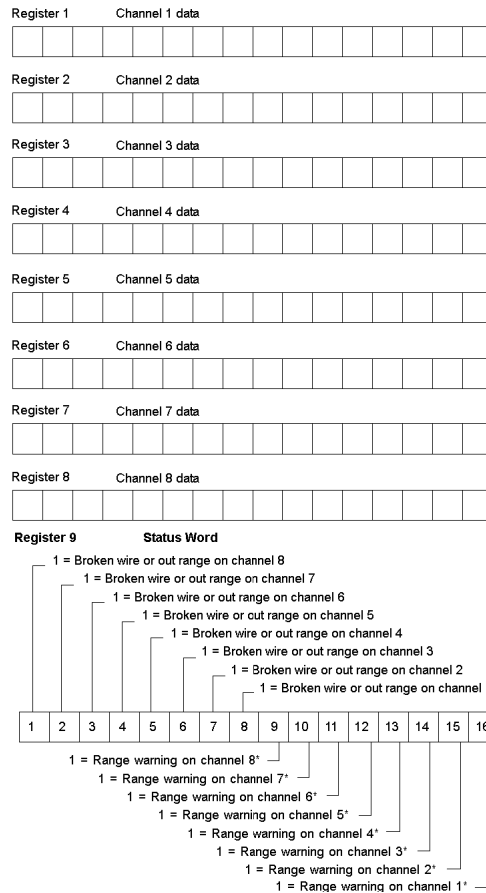 Register 1 Channel 1 data
Register 2 Channel 2 data
Register 3 Channel 3 data
Register 4 Channel 4 data
Register 5 Channel 5 data
Register 6 Channel 6 data
Register 7 Channel 7 data
Register 8 Channel 8 data
Register 9 Status Word
1 = Broken wire or out range on channel 8
1 = Broken wire or out range on channel 7
1 = Broken wire or out range on channel 6
1 = Broken wire or out range on channel 5
1 = Broken wire or out range on channel 4
1 = Broken wire or out range on channel 3
1 = Broken wire or out range on channel 2
1 = Broken wire or out range on channel
1 2 3 4 5 6 7 8 9 10 11 12 13 14 15 16
1 = Range warning on channel 8*
1 = Range warning on channel 7*
1 = Range warning on channel 6*
1 = Range warning on channel 5*
1 = Range warning on channel 4*
1 = Range warning on channel 3*
1 = Range warning on channel 2*
1 = Range warning on channel 1*